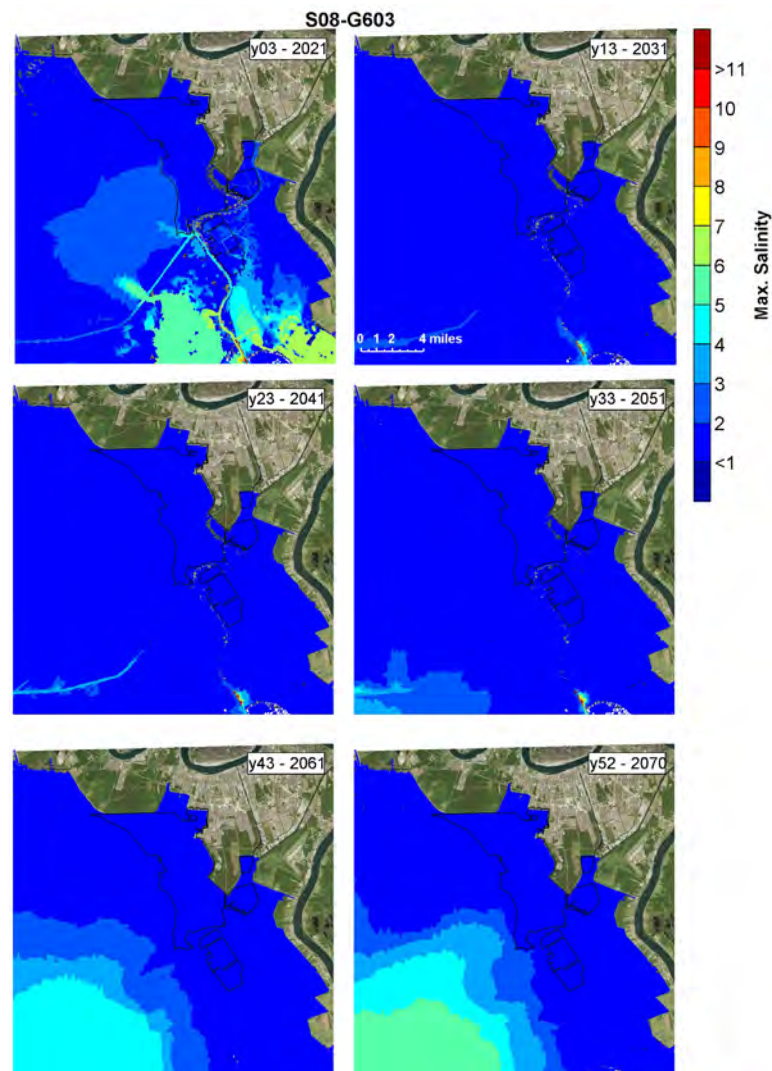 S08-G603
y03 - 2021
y13 - 2031
>11
10
9
8
7
6
5
4
3
2
<1
Max. Salinity
0 1 2 4 miles
y23 - 2041
y33 - 2051
y43 - 2061
y52 - 2070